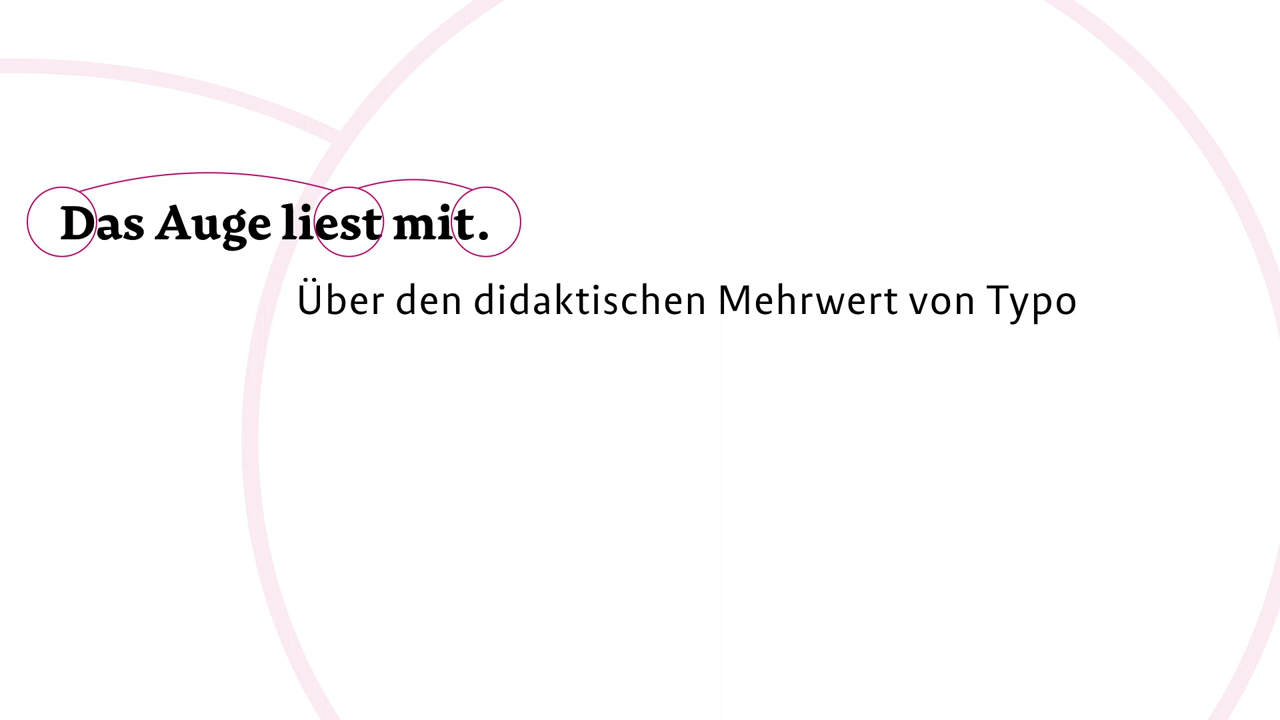 Das Auge liest mit.
Über den didaktischen Mehrwert von Typo